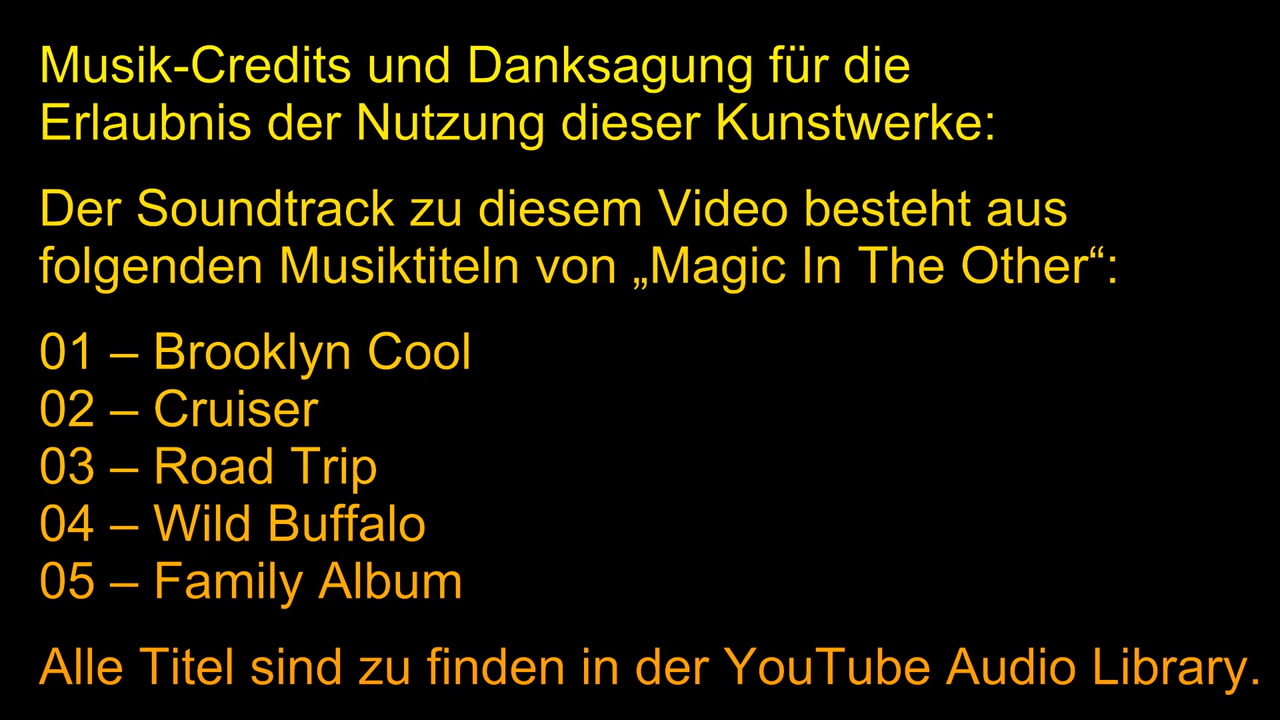 Musik-Credits und Danksagung für die
Erlaubnis der Nutzung dieser Kunstwerke:
Der Soundtrack zu diesem Video besteht aus
folgenden Musiktiteln von „Magic In The Other“:
01 – Brooklyn Cool
02 – Cruiser
03 – Road Trip
04 – Wild Buffalo
05 – Family Album
Alle Titel sind zu finden in der YouTube Audio Library.